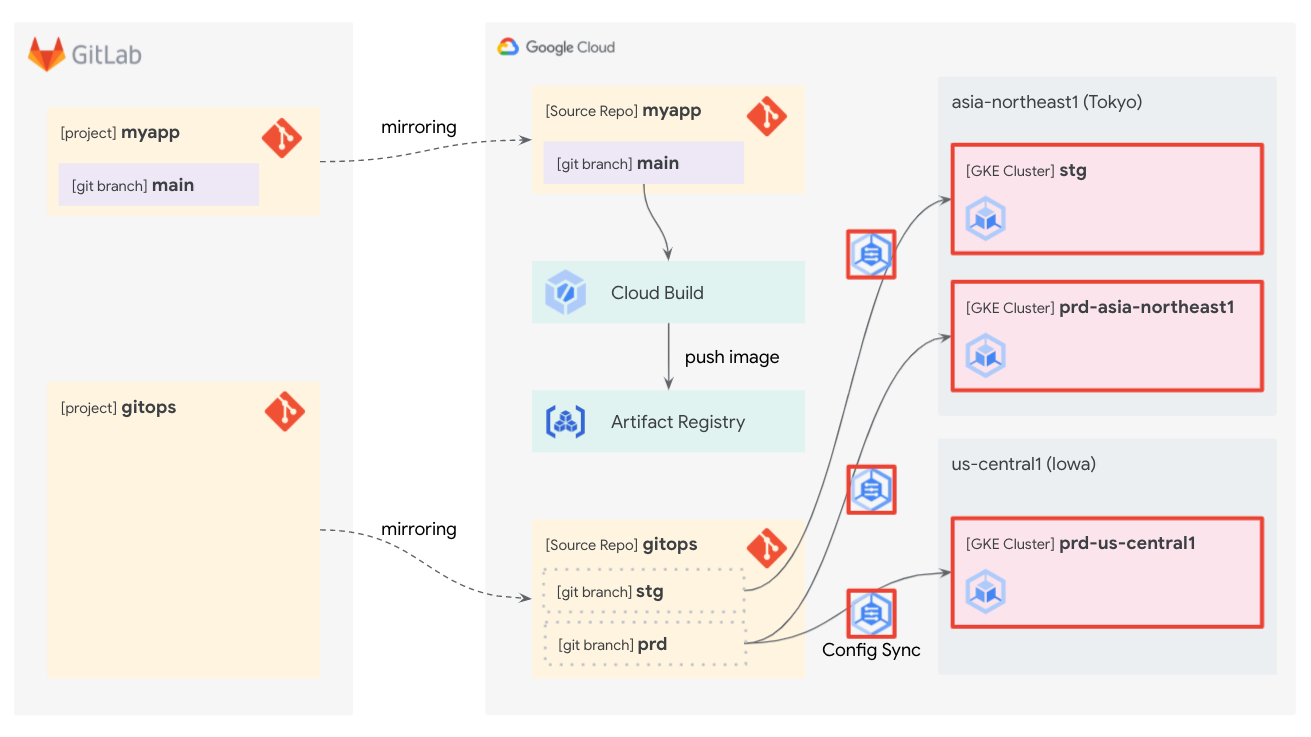 GitLab
[project] myapp
[git branch] main
[project] gitops
mirroring
mirroring
Google Cloud
[Source Repo] myapp
[git branch] main
Cloud Build
push image
Artifact Registry
[Source Repo] gitops
[git branch] stg
[git branch] prd
Config Sync
asia-northeast1 (Tokyo)
[GKE Cluster] stg
[GKE Cluster] prd-asia-northeast1
us-central1 (Iowa)
[GKE Cluster] prd-us-central1